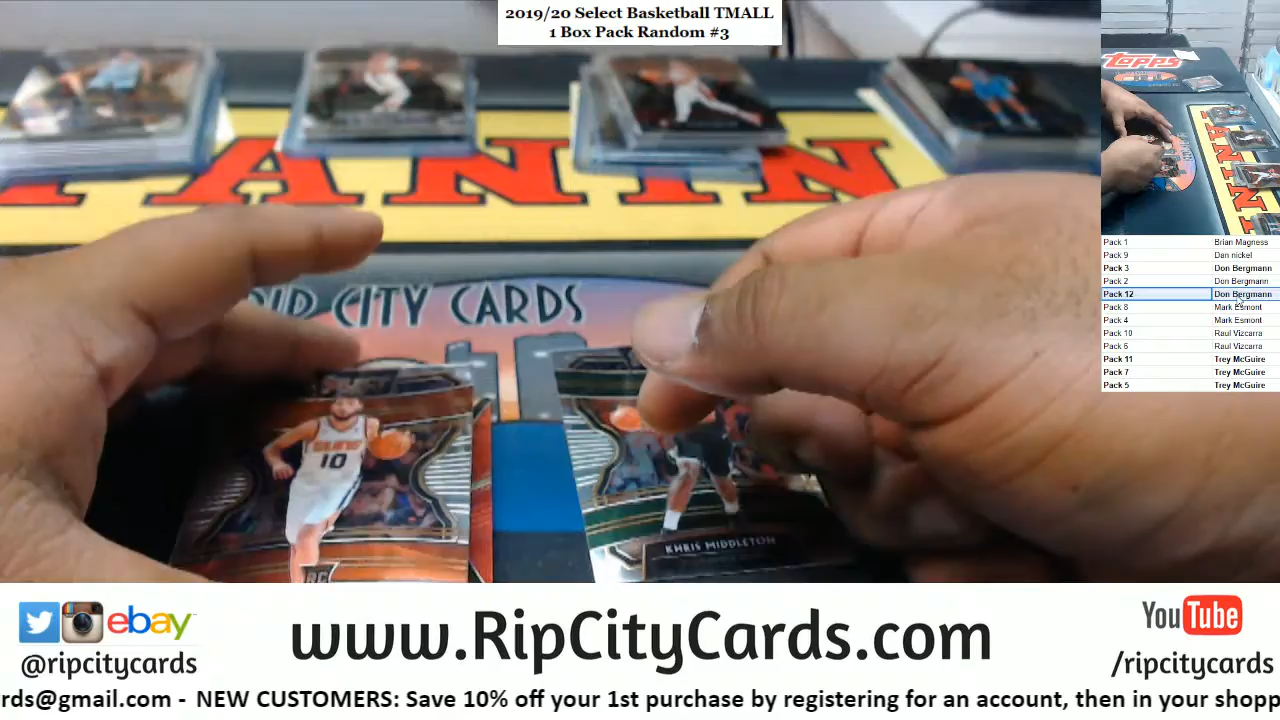 2019/20 Select Basketball TMALL
1 Box Pack Random #3
topps
PANINI
RIP CITY CARDS
10
RC
KHRIS MIDDLETON
Pack 1 Brian Magness
Pack 9 Dan nickel
Pack 3 Don Bergmann
Pack 2 Don Bergmann
Pack 12 Don Bergmann
Pack 8 Mark Esmont
Pack 4 Mark Esmont
Pack 10 Raul Vizcarra
Pack 6 Raul Vizcarra
Pack 11 Trey McGuire
Pack 7 Trey McGuire
Pack 5 Trey McGuire
ebay
@ripcitycards
www.RipCityCards.com
YouTube
/ripcitycards
rds@gmail.com - NEW CUSTOMERS: Save 10% off your 1st purchase by registering for an account, then in your shopp